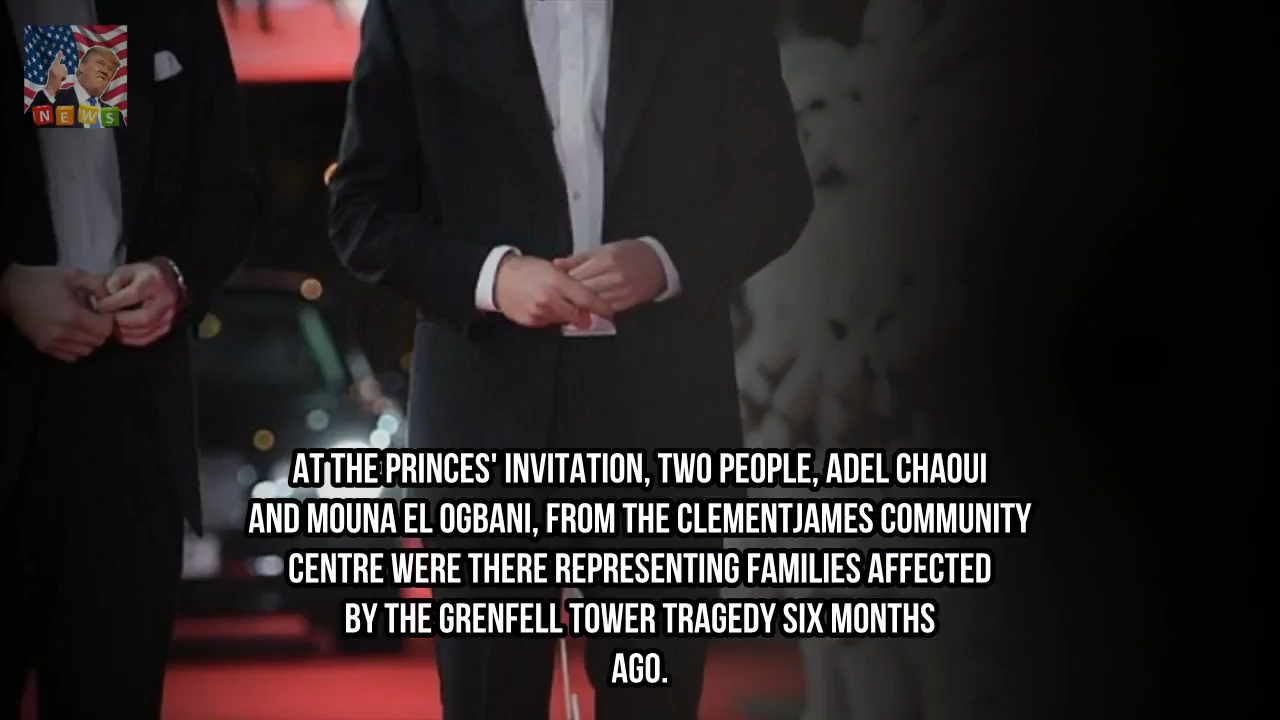 NEWS
AT THE PRINCES' INVITATION, TWO PEOPLE, ADEL CHAOUI
AND MOUNA EL OGBANI, FROM THE CLEMENTJAMES COMMUNITY
CENTRE WERE THERE REPRESENTING FAMILIES AFFECTED
BY THE GRENFELL TOWER TRAGEDY SIX MONTHS
AGO.